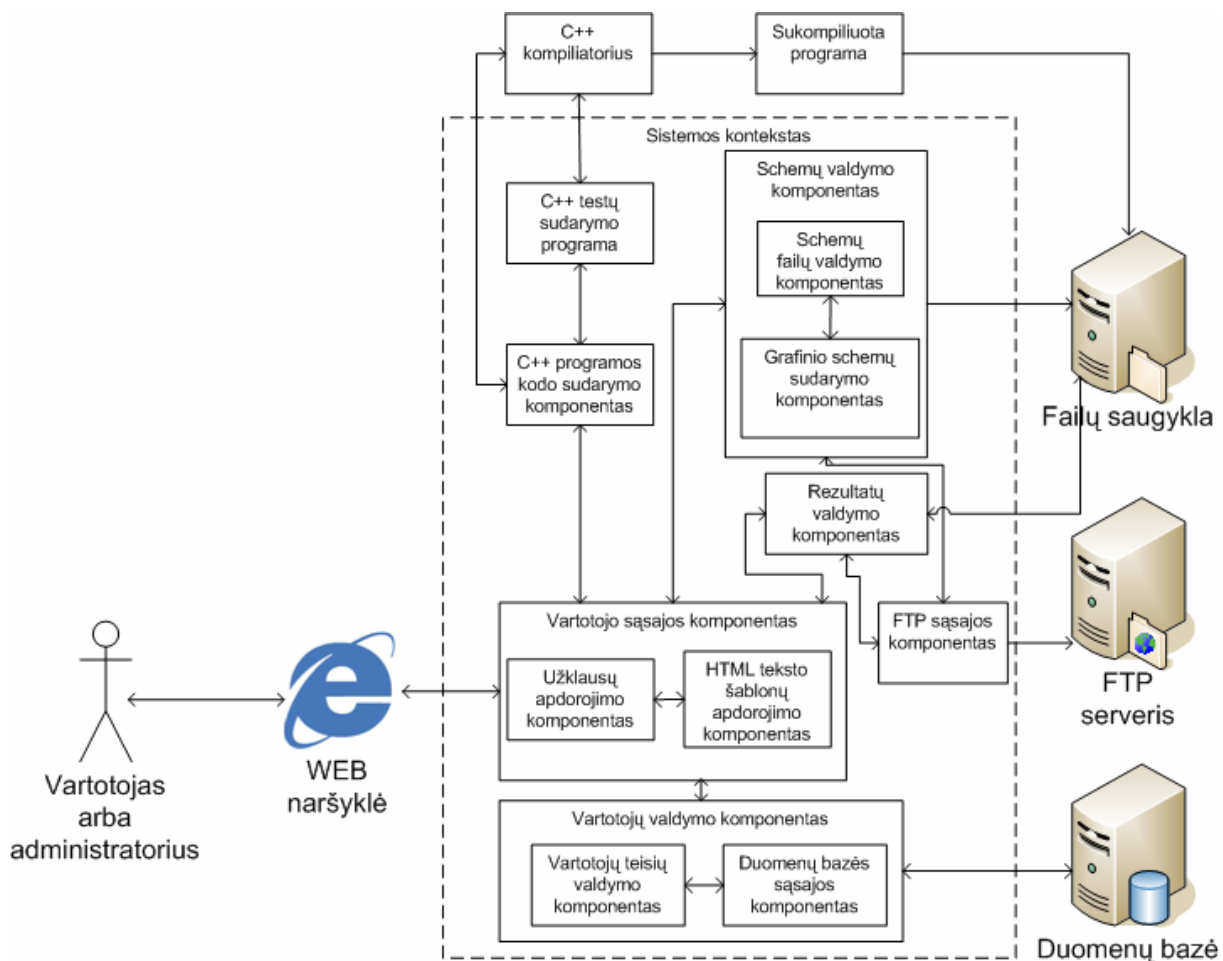 C++
kompiliatorius
Sukompiliuota
programa
Sistemos kontekstas
Schemų valdymo
komponentas
C++ testų
sudarymo
programa
Schemų
failų valdymo
komponentas
C++ programos
kodo sudarymo
komponentas
Grafinio schemų
sudarymo
komponentas
Failų saugykla
Rezultatų
valdymo
komponentas
Vartotojo sąsajos komponentas
FTP sąsajos
komponentas
Užklausų
apdorojimo
komponentas
HTML teksto
šablonų
apdorojimo
komponentas
FTP
serveris
WEB
naršyklė
Vartotojas
arba
administratorius
Vartotojų valdymo komponentas
Vartotojų teisių
valdymo
komponentas
Duomenų bazės
sąsajos
komponentas
Duomenų bazė